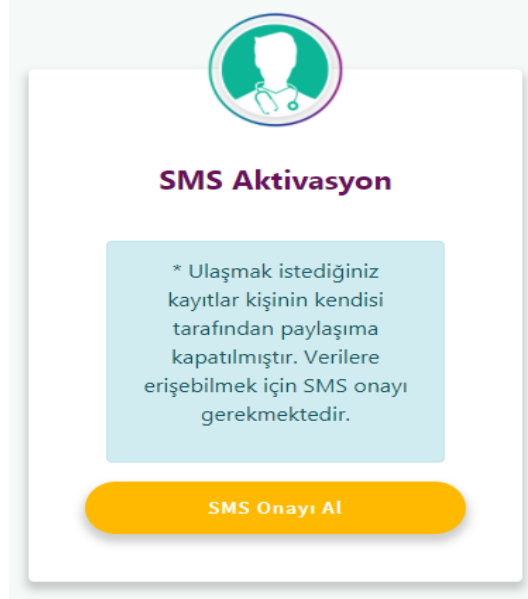 SMS Aktivasyon
* Ulaşmak istediğiniz
kayıtlar kişinin kendisi
tarafından paylaşıma
kapatılmıştır. Verilere
erişebilmek için SMS onayı
gerekmektedir.
SMS Onayı Al